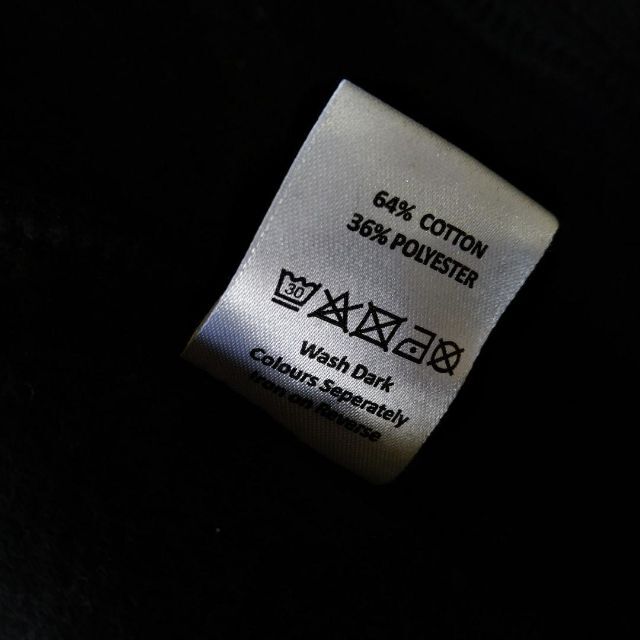 64% COTTON
36% POLYESTER
30
Wash Dark
Colours Seperately
Iron on Reverse